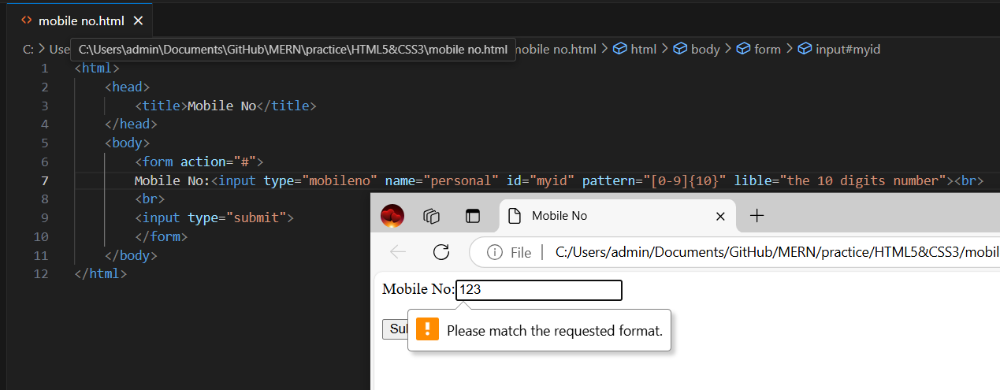 mobile no.html
C: > Use
C:\Users\admin\Documents\GitHub\MERN\practice\HTML5&CSS3\mobile no.html
mobile no.html > html > body > form > input#myid
1 <html>
2 <head>
3 <title>Mobile No</title>
4 </head>
5 <body>
6 <form action="#">
7 Mobile No:<input type="mobileno" name="personal" id="myid" pattern="[0-9]{10}" lible="the 10 digits number"><br>
8 <br>
9 <input type="submit">
10 </form>
11 </body>
12 </html>
Mobile No
File | C:/Users/admin/Documents/GitHub/MERN/practice/HTML5&CSS3/mobil
Mobile No:123
Su
Please match the requested format.